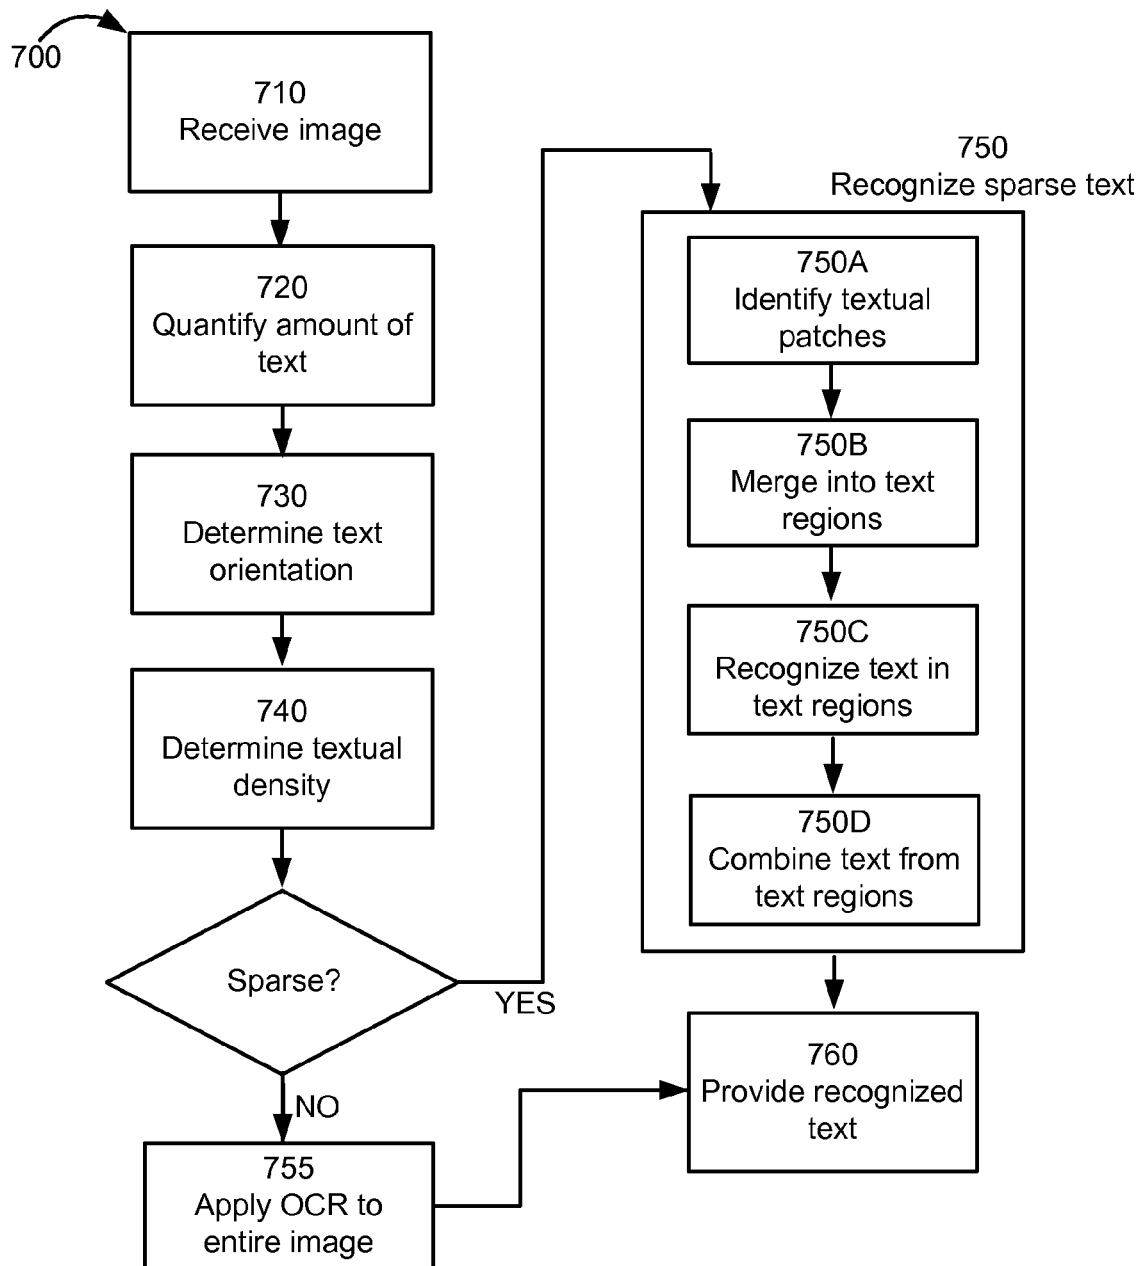 700
710
Receive image
720
Quantify amount of
text
730
Determine text
orientation
740
Determine textual
density
Sparse?
YES
NO
755
Apply OCR to
entire image
750
Recognize sparse text
750A
Identify textual
patches
750B
Merge into text
regions
750C
Recognize text in
text regions
750D
Combine text from
text regions
760
Provide recognized
text